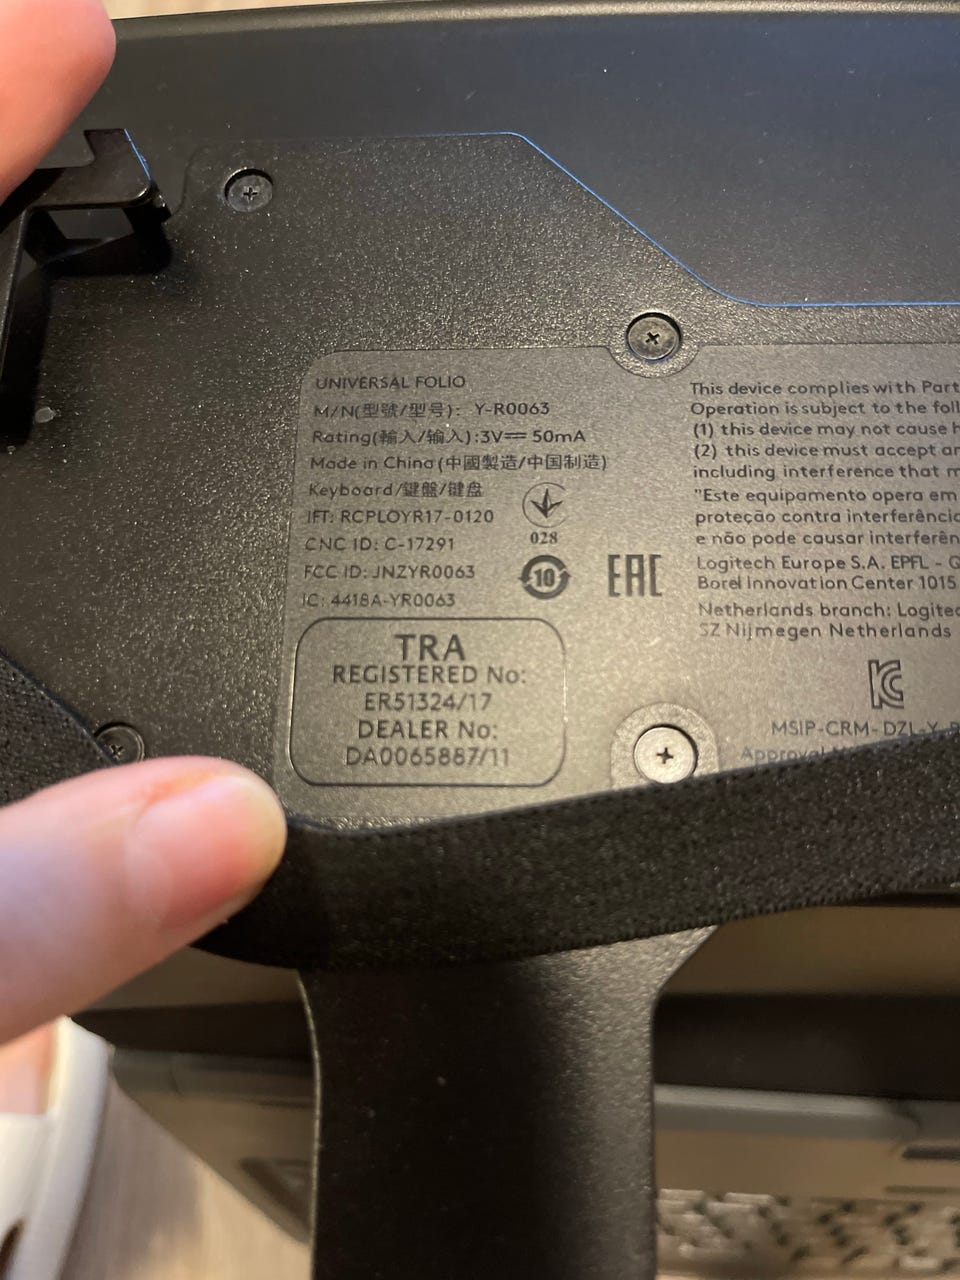 UNIVERSAL FOLIO
M/N(型號/型号): Y-R0063
Rating(輸入/输入):3V⎓ 50mA
Made in China (中國製造/中国制造)
Keyboard/鍵盤/键盘
IFT: RCPLOYR17-0120
CNC ID: C-17291
FCC ID: JNZYR0063
IC: 4418A-YR0063
028
10
EAC
TRA
REGISTERED No:
ER51324/17
DEALER No:
DA0065887/11
This device complies with Part
Operation is subject to the
(1) this device may not cause
(2) this device must accept
including interference that
"Este equipamento opera em
proteção contra
e não pode causar
Logitech Europe S.A. EPFL -
Borel Innovation Center 1015
Netherlands branch:
SZ Nijmegen Netherlands
KC
MSIP-CRM-DZL-Y-
Approval